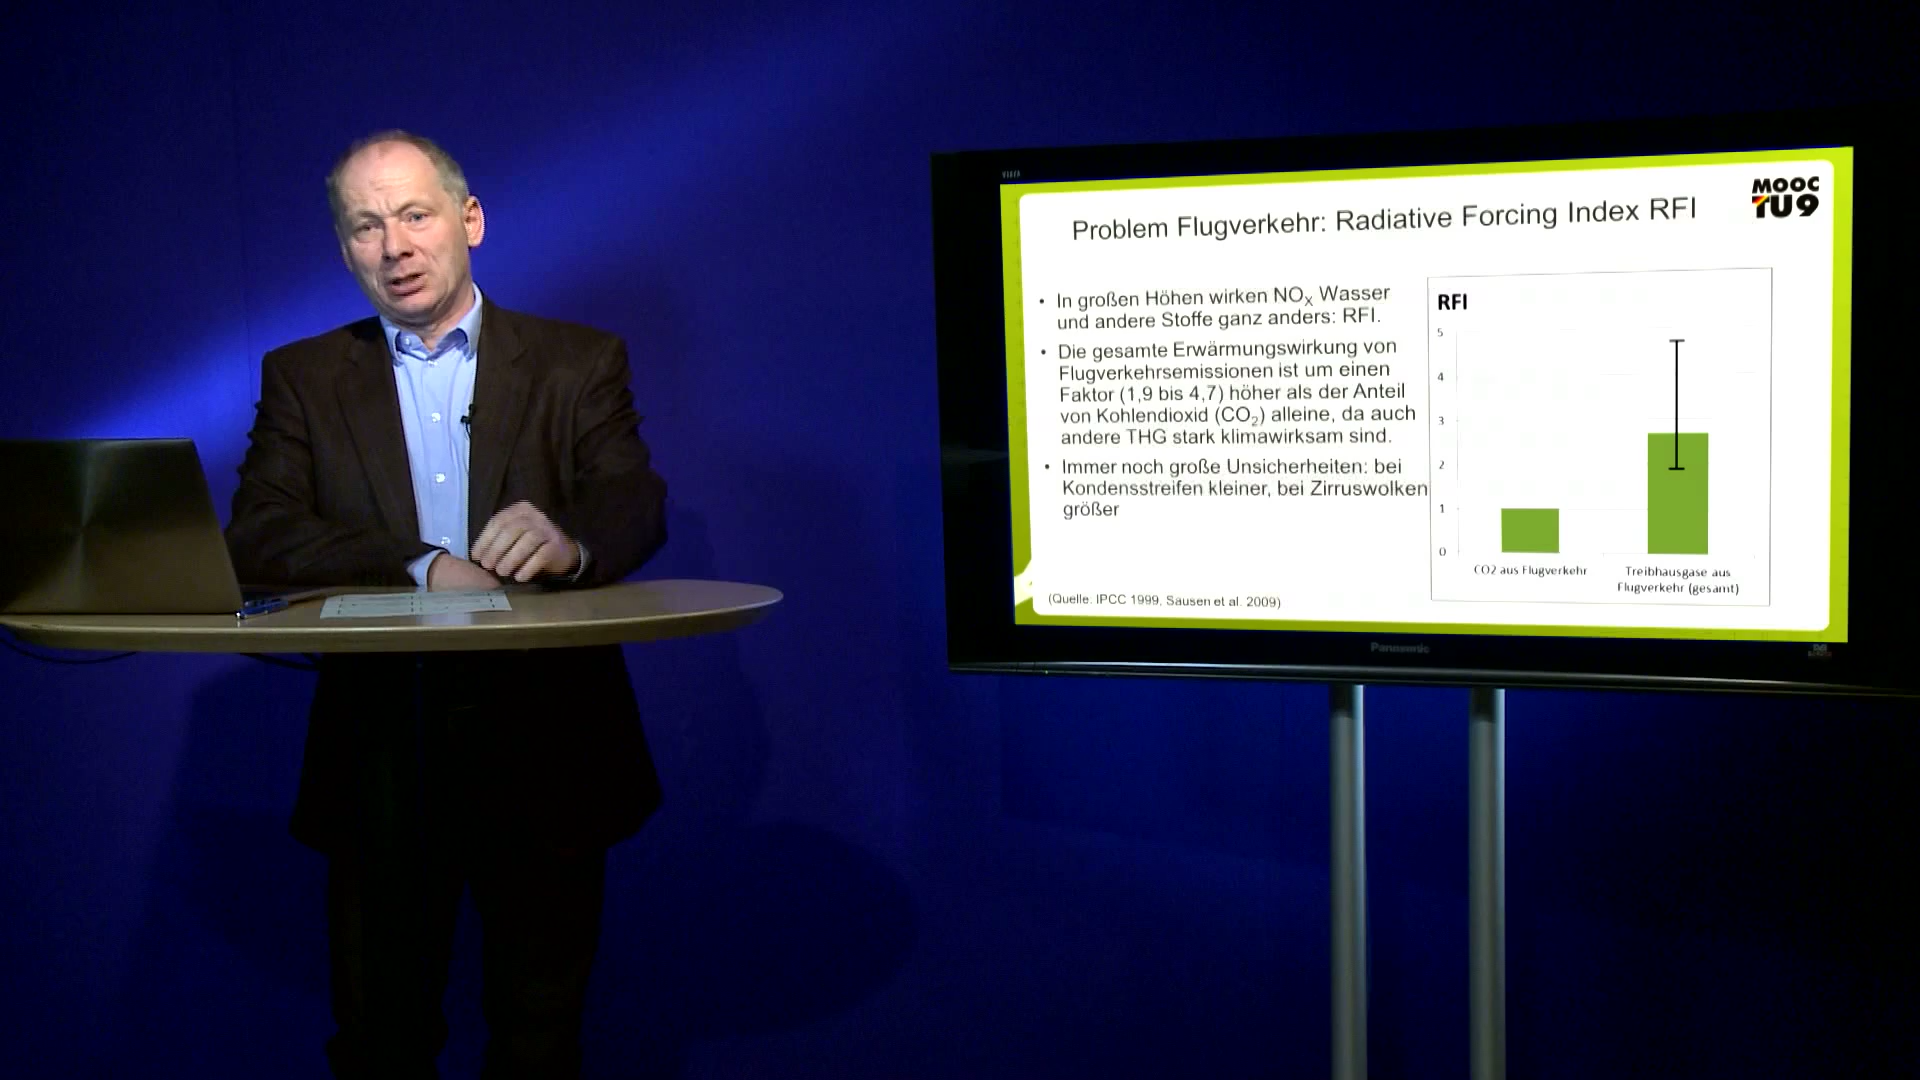 VIERA
MOOC
TU9
Problem Flugverkehr: Radiative Forcing Index RFI
• In großen Höhen wirken NOX Wasser
und andere Stoffe ganz anders: RFI.
• Die gesamte Erwärmungswirkung von
Flugverkehrsemissionen ist um einen
Faktor (1,9 bis 4,7) höher als der Anteil
von Kohlendioxid (CO2) alleine, da auch
andere THG stark klimawirksam sind.
• Immer noch große Unsicherheiten: bei
Kondensstreifen kleiner, bei Zirruswolken
größer
(Quelle: IPCC 1999, Sausen et al. 2009)
RFI
5
4
3
2
1
0
CO2 aus Flugverkehr
Treibhausgase aus
Flugverkehr (gesamt)
Panasonic